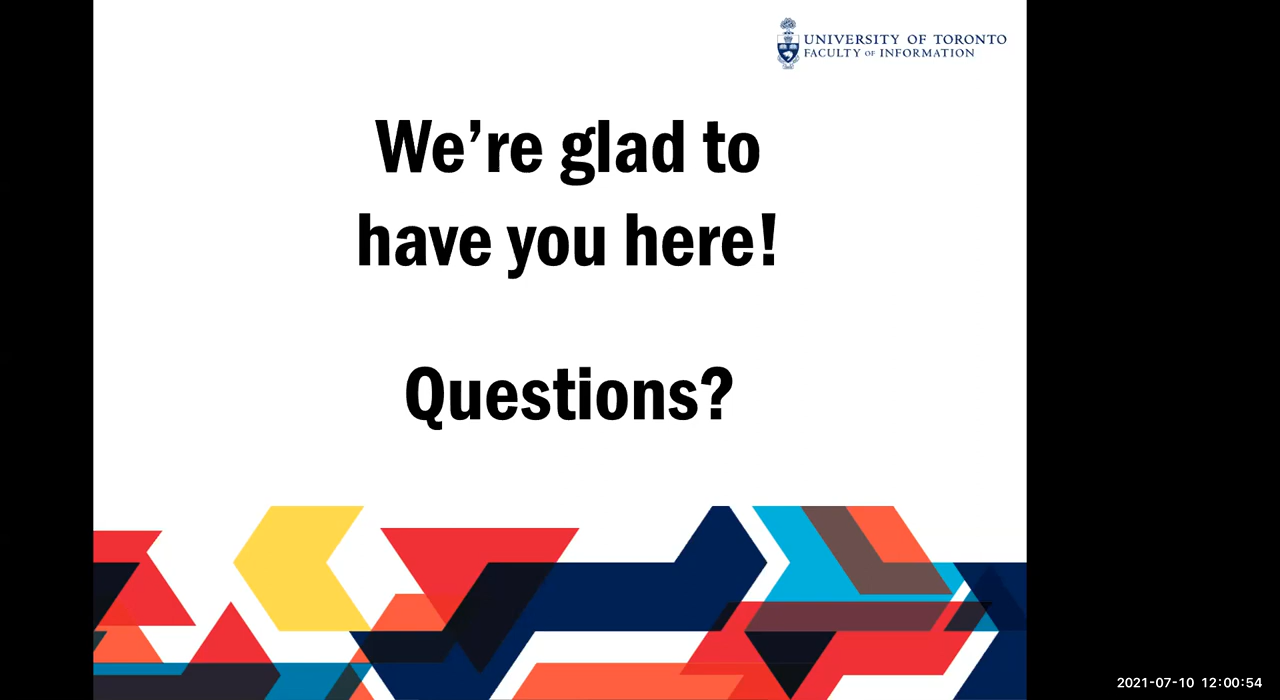 UNIVERSITY OF TORONTO
FACULTY OF INFORMATION
We’re glad to
have you here!
Questions?
2021-07-10 12:00:54